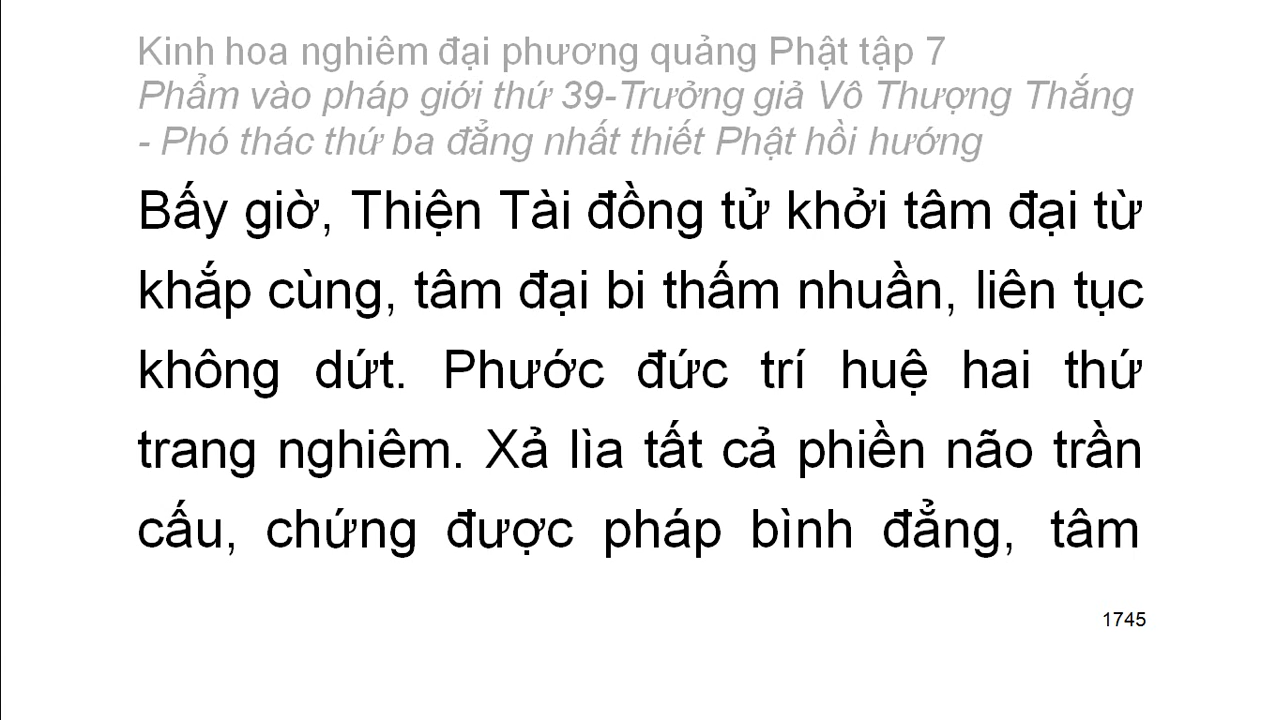 Kinh hoa nghiêm đại phương quảng Phật tập 7
Phẩm vào pháp giới thứ 39-Trưởng giả Vô Thượng Thắng
- Phó thác thứ ba đẳng nhất thiết Phật hồi hướng
Bấy giờ, Thiện Tài đồng tử khởi tâm đại từ
khắp cùng, tâm đại bi thấm nhuần, liên tục
không dứt. Phước đức trí huệ hai thứ
trang nghiêm. Xả lìa tất cả phiền não trần
cấu, chứng được pháp bình đẳng, tâm
1745